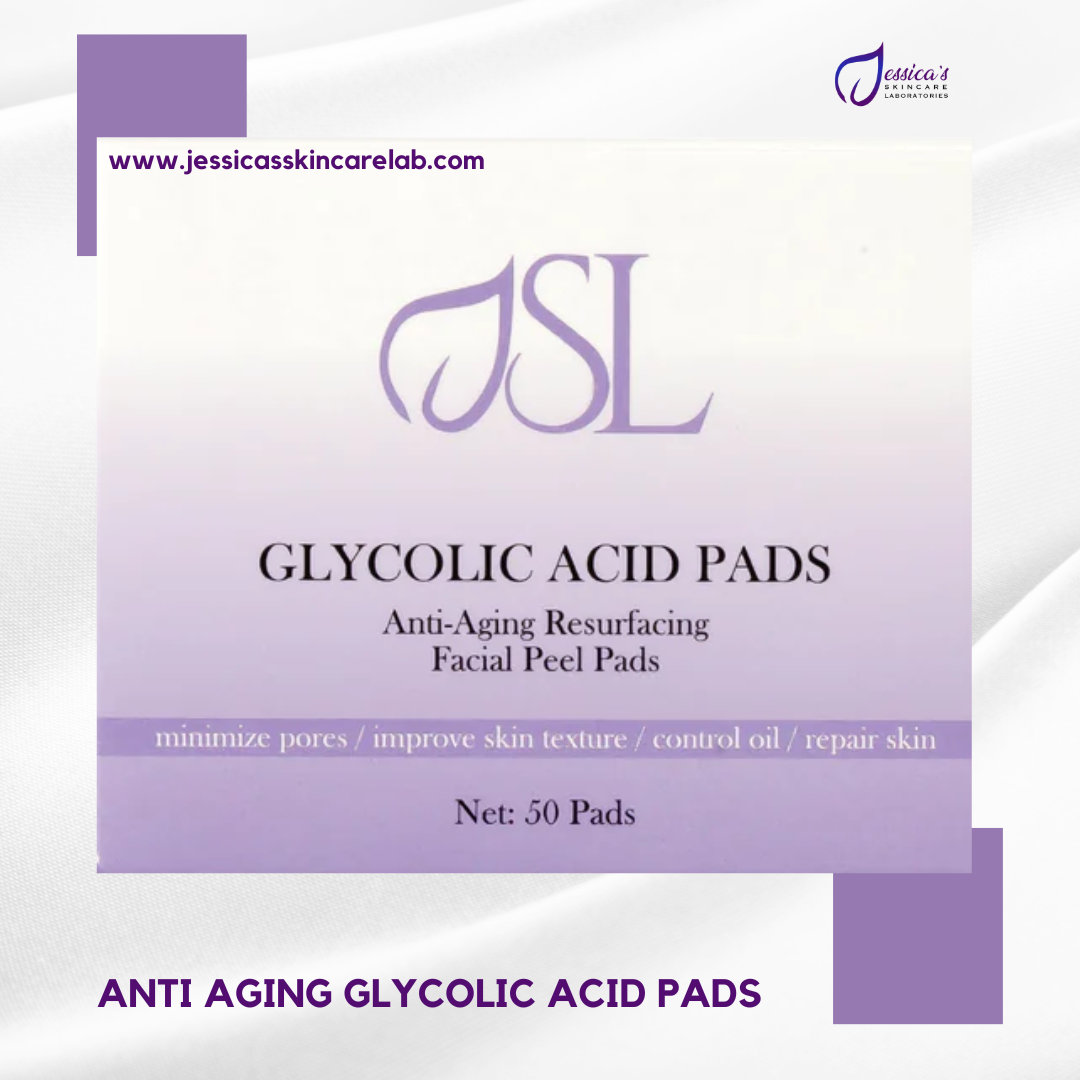 Jessica's
SKINCARE
LABORATORIES
www.jessicasskincarelab.com
JSL
GLYCOLIC ACID PADS
Anti-Aging Resurfacing
Facial Peel Pads
minimize pores / improve skin texture / control oil / repair skin
Net: 50 Pads
ANTI AGING GLYCOLIC ACID PADS